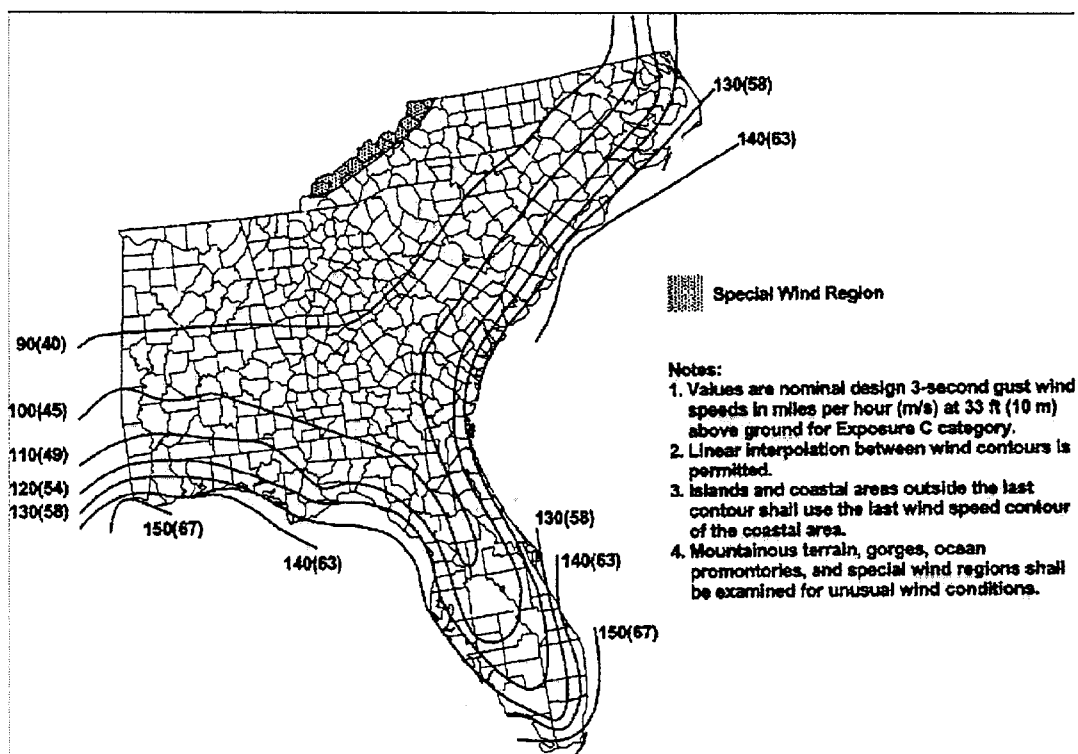 130(58)
140(63)
Special Wind Region
90(40)
100(45)
110(49)
120(54)
130(58)
150(67)
140(63)
130(58)
140(63)
150(67)
Notes:
1. Values are nominal design 3-second gust wind
speeds in miles per hour (m/s) at 33 ft (10 m)
above ground for Exposure C category.
2. Linear interpolation between wind contours is
permitted.
3. Islands and coastal areas outside the last
contour shall use the last wind speed contour
of the coastal area.
4. Mountainous terrain, gorges, ocean
promontories, and special wind regions shall
be examined for unusual wind conditions.